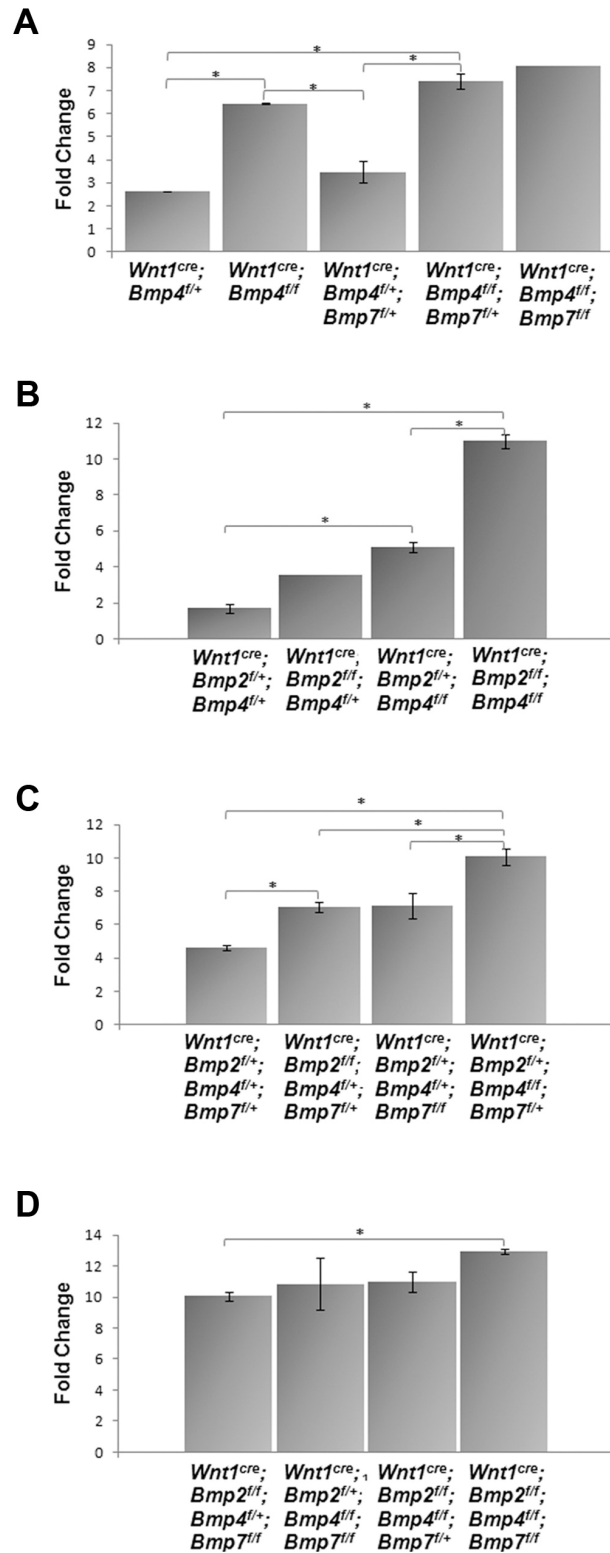 A
Fold Change
9
8
7
6
5
4
3
2
1
0
*
*
*
*
Wnt1cre; Wnt1cre; Wnt1cre; Wnt1cre; Wnt1cre;
Bmp4f/+ Bmp4f/f Bmp4f/+; Bmp4f/f; Bmp4f/f;
Bmp7f/+ Bmp7f/+ Bmp7f/f
B
Fold Change
12
10
8
6
4
2
0
*
*
*
Wnt1cre; Wnt1cre, Wnt1cre; Wnt1cre;
Bmp2f/+; Bmp2f/f; Bmp2f/+; Bmp2f/f;
Bmp4f/+ Bmp4f/+ Bmp4f/f Bmp4f/f
C
Fold Change
12
10
8
6
4
2
0
*
*
*
*
Wnt1cre; Wnt1cre; Wnt1cre; Wnt1cre;
Bmp2f/+; Bmp2f/f; Bmp2f/+; Bmp2f/+;
Bmp4f/+; Bmp4f/+; Bmp4f/+; Bmp4f/f;
Bmp7f/+ Bmp7f/+ Bmp7f/f Bmp7f/+
D
Fold Change
14
12
10
8
6
4
2
0
*
Wnt1cre; Wnt1cre; Wnt1cre; Wnt1cre;
Bmp2f/f; Bmp2f/+; Bmp2f/f; Bmp2f/f;
Bmp4f/+; Bmp4f/f; Bmp4f/f; Bmp4f/f;
Bmp7f/f Bmp7f/f Bmp7f/+ Bmp7f/f